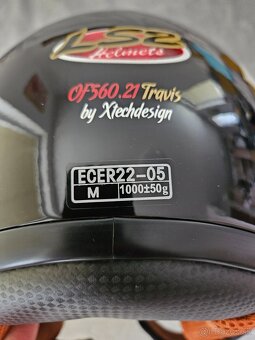 LS2
Helmets
OF560.21 Travis
by Xtechdesign
ECER22-05
M 1000±50g